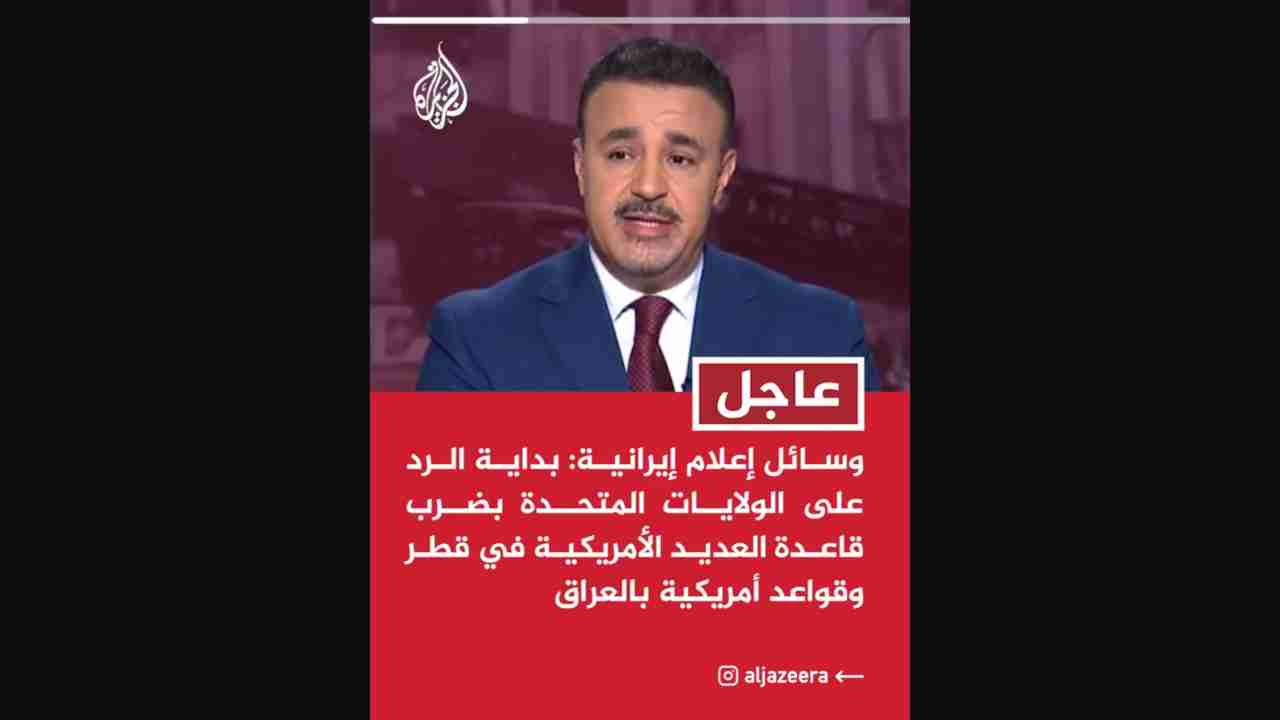 الجزيرة
عاجل
وسائل إعلام إيرانية: بداية الرد
على الولايات المتحدة بضرب
قاعدة العديد الأمريكية في قطر
وقواعد أمريكية بالعراق
aljazeera